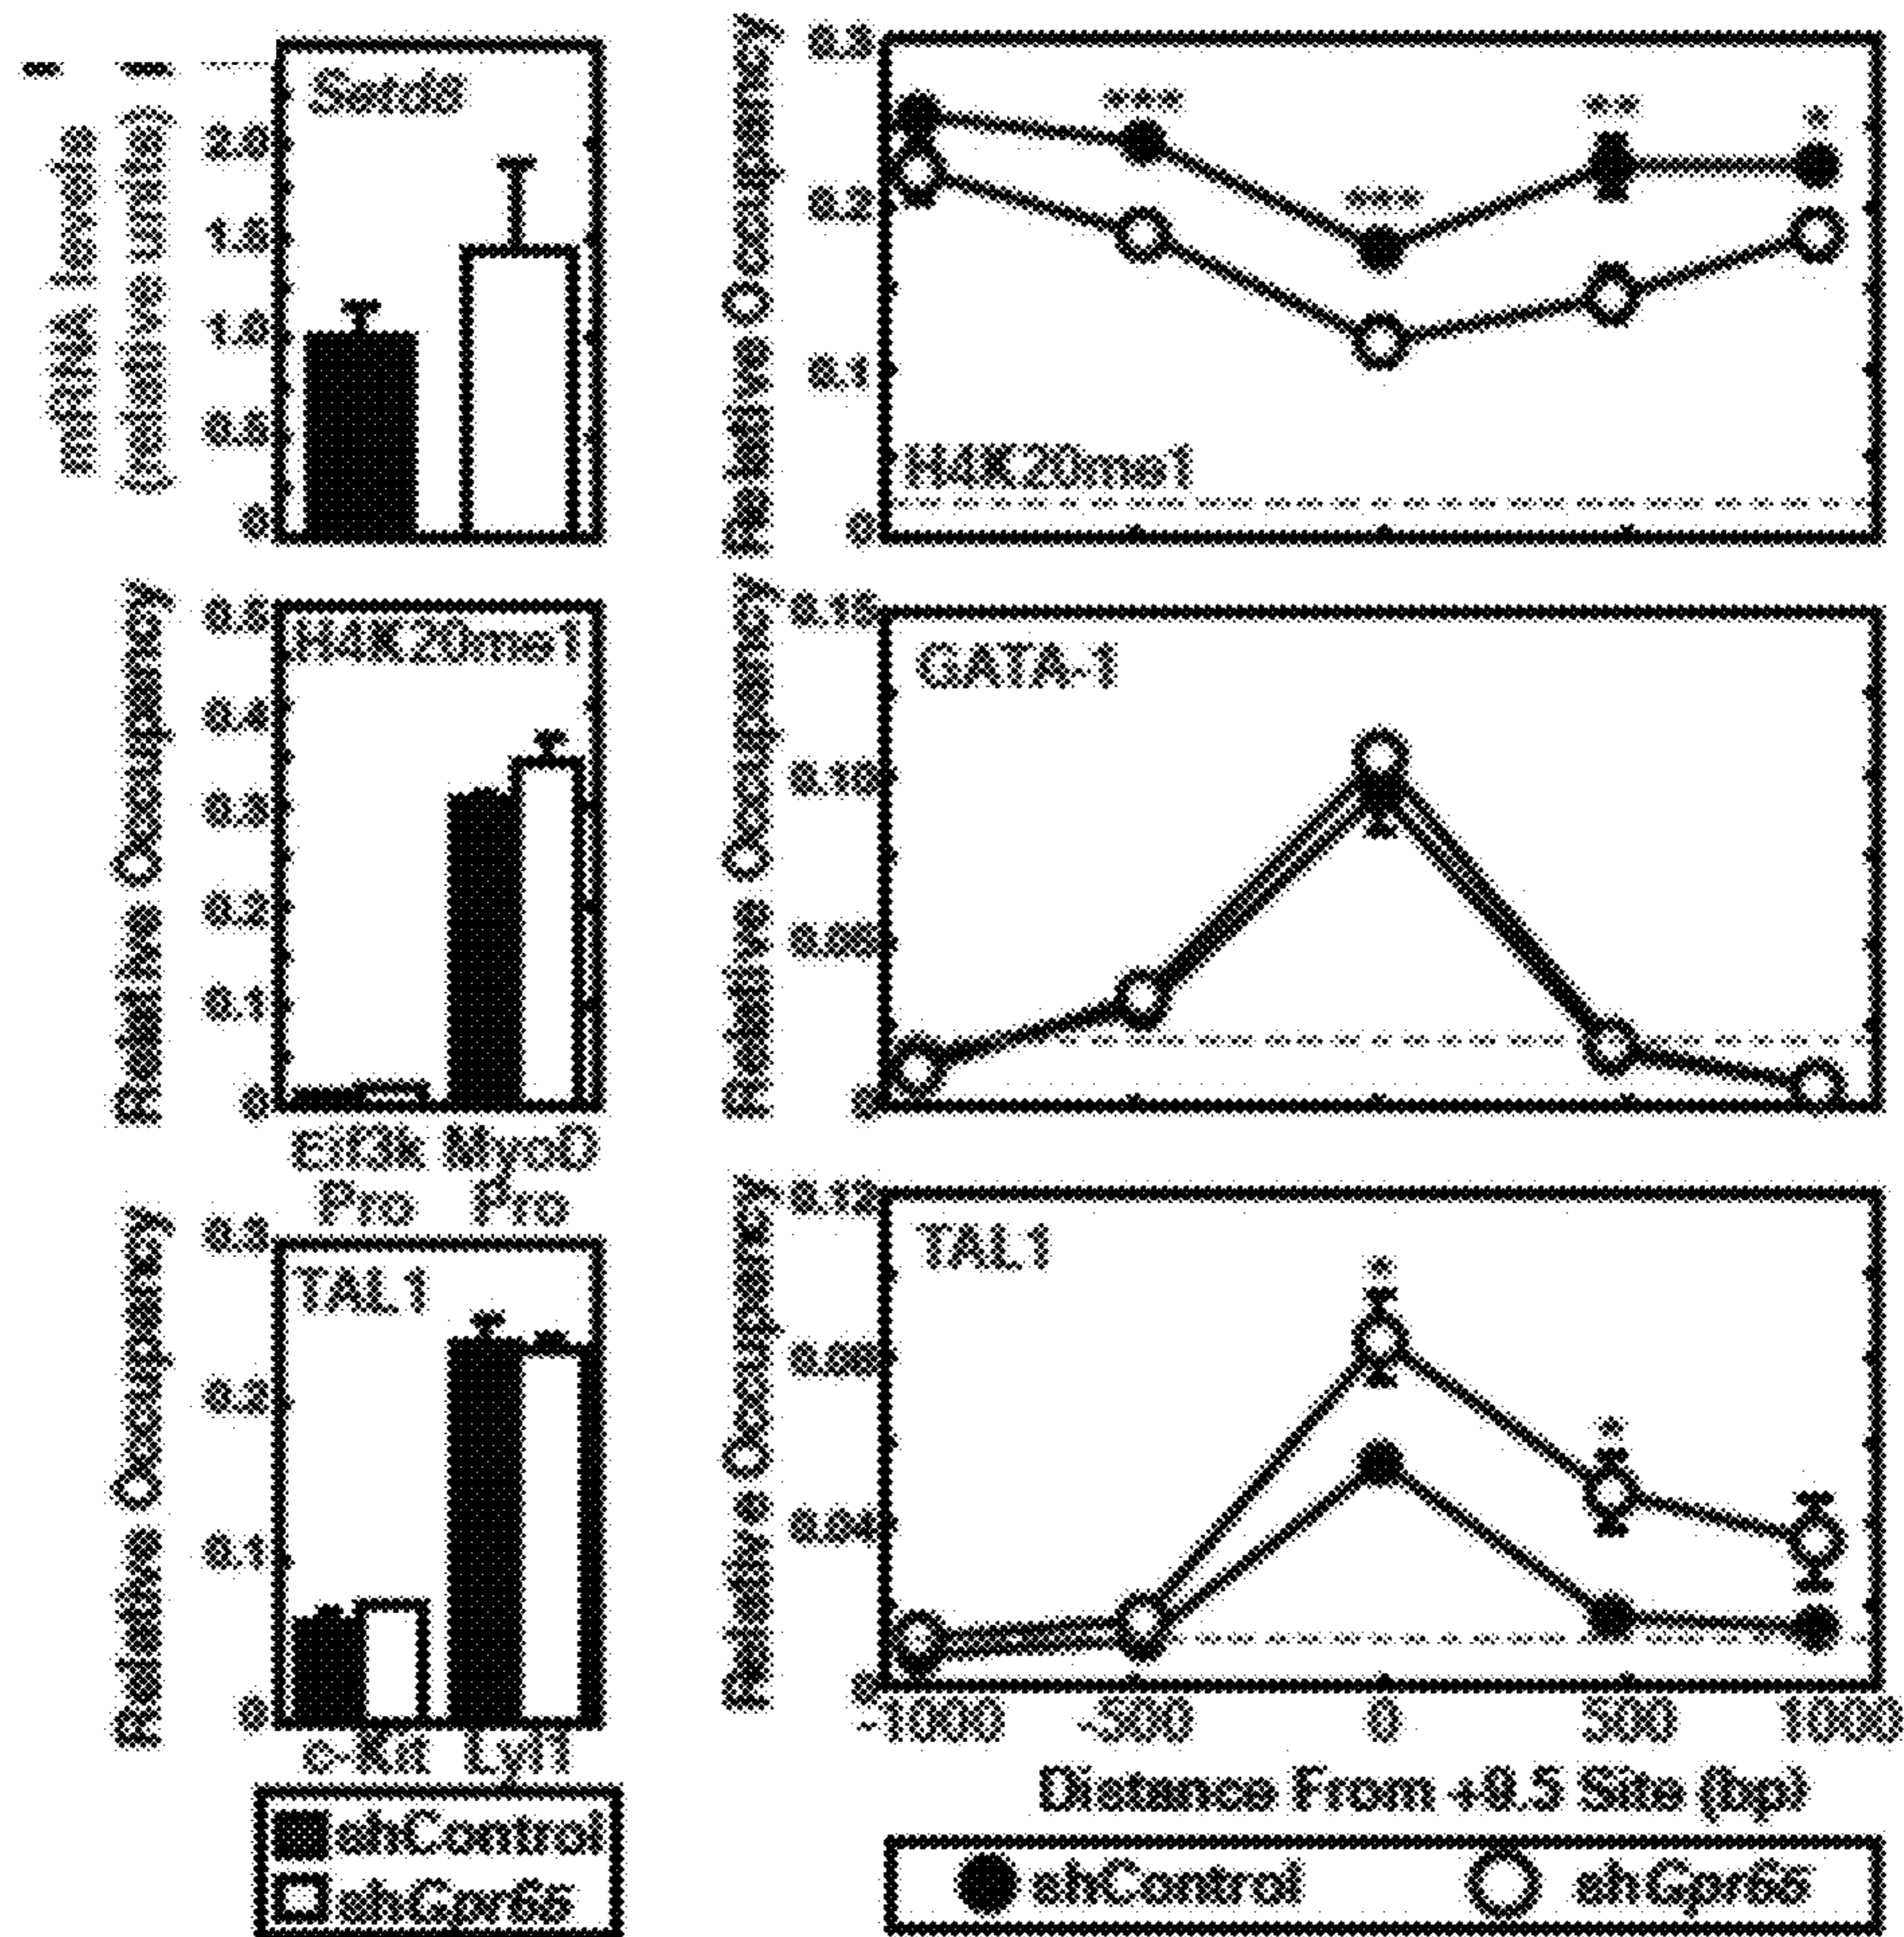 mRNA Levels
(relative units)
2.0
1.5
1.0
0.5
0
Setd8
Relative Occupancy
0.3
0.2
0.1
0
***
***
**
*
H4K20me1
Relative Occupancy
0.5
0.4
0.3
0.2
0.1
0
H4K20me1
eif3k MyoD
Pro Pro
Relative Occupancy
0.15
0.10
0.05
0
GATA-1
Relative Occupancy
0.3
0.2
0.1
0
TAL1
c-Kit Lyl1
shControl
shGpr65
Relative Occupancy
0.12
0.08
0.04
0
TAL1
*
*
-1000 -500 0 500 1000
Distance From +9.5 Site (bp)
shControl shGpr65